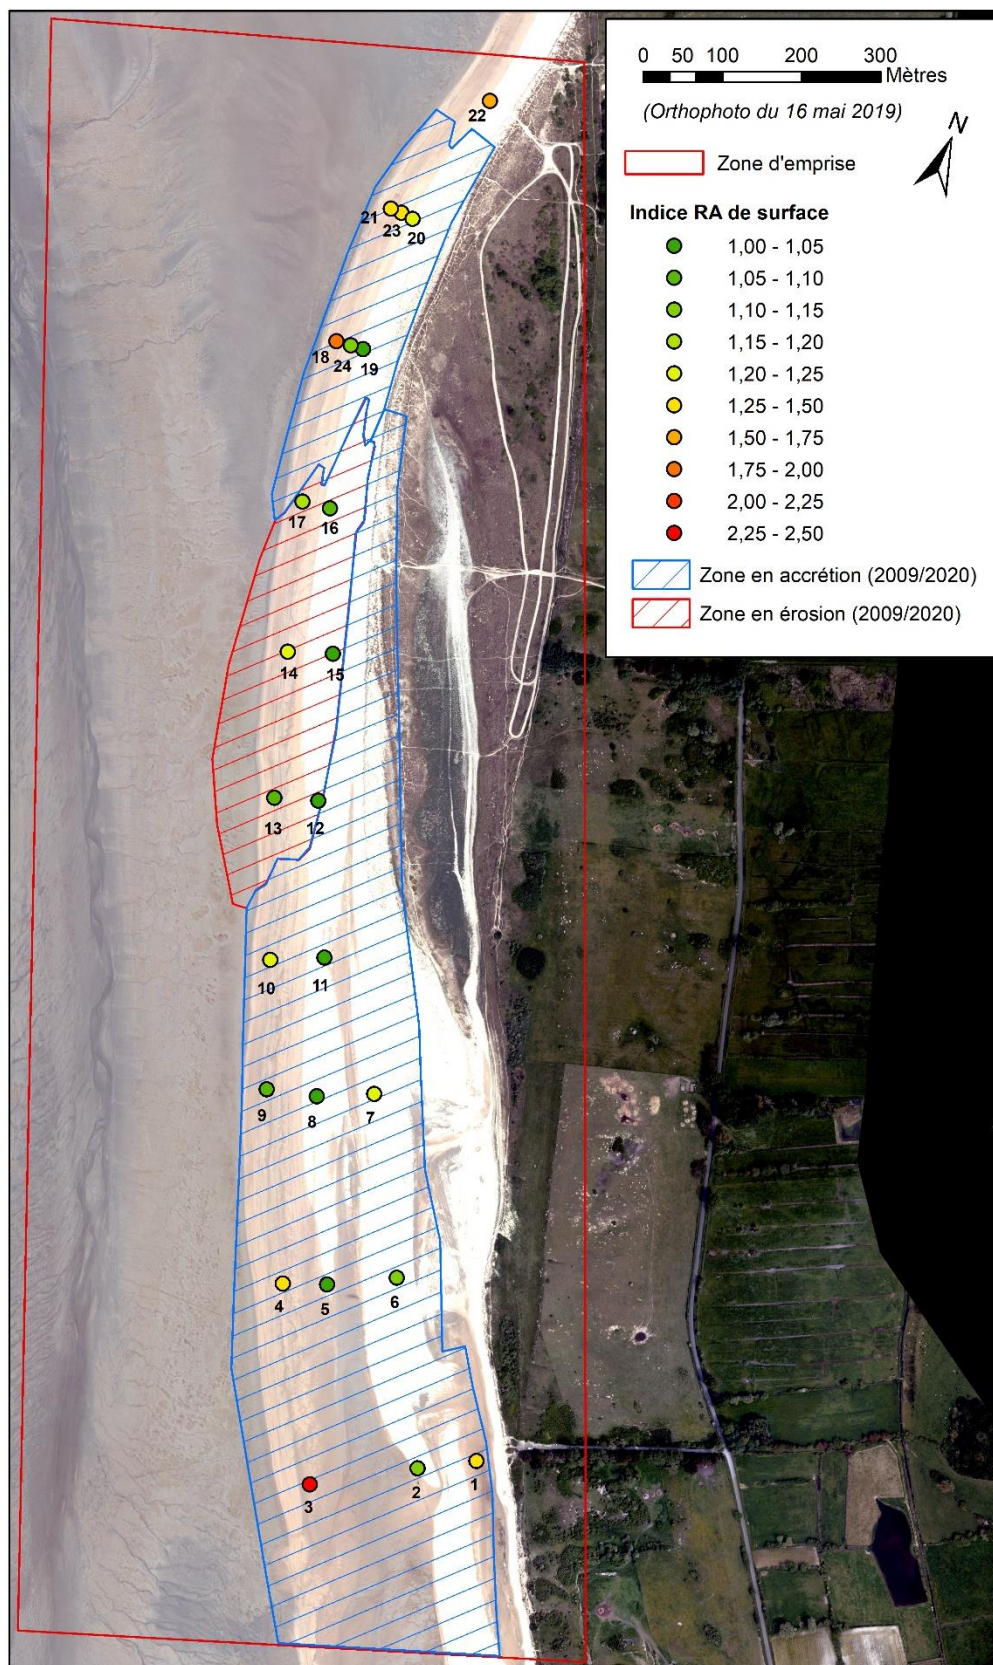 0 50 100 200 300
Mètres
(Orthophoto du 16 mai 2019)
N
Zone d'emprise
Indice RA de surface
1,00 - 1,05
1,05 - 1,10
1,10 - 1,15
1,15 - 1,20
1,20 - 1,25
1,25 - 1,50
1,50 - 1,75
1,75 - 2,00
2,00 - 2,25
2,25 - 2,50
Zone en accrétion (2009/2020)
Zone en érosion (2009/2020)
22
21
23
20
18
24
19
17
16
14
15
13
12
10
11
9
8
7
4
5
6
3
2
1